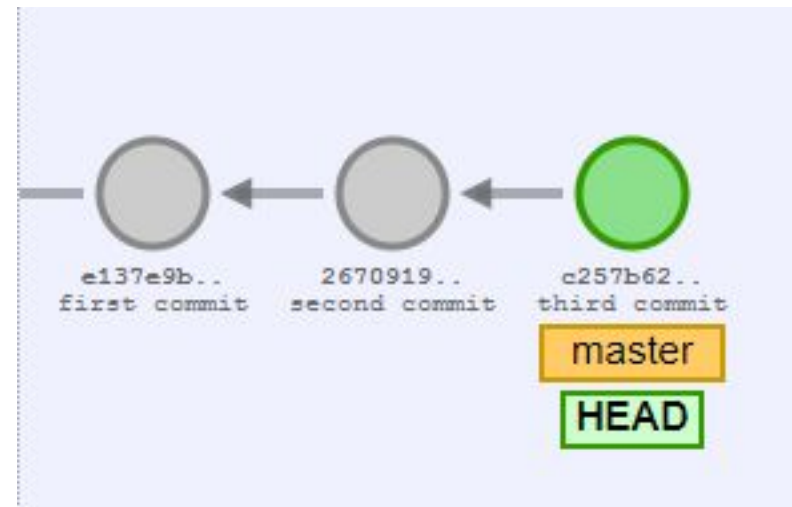 e137e9b..
first commit
2670919..
second commit
c257b62..
third commit
master
HEAD